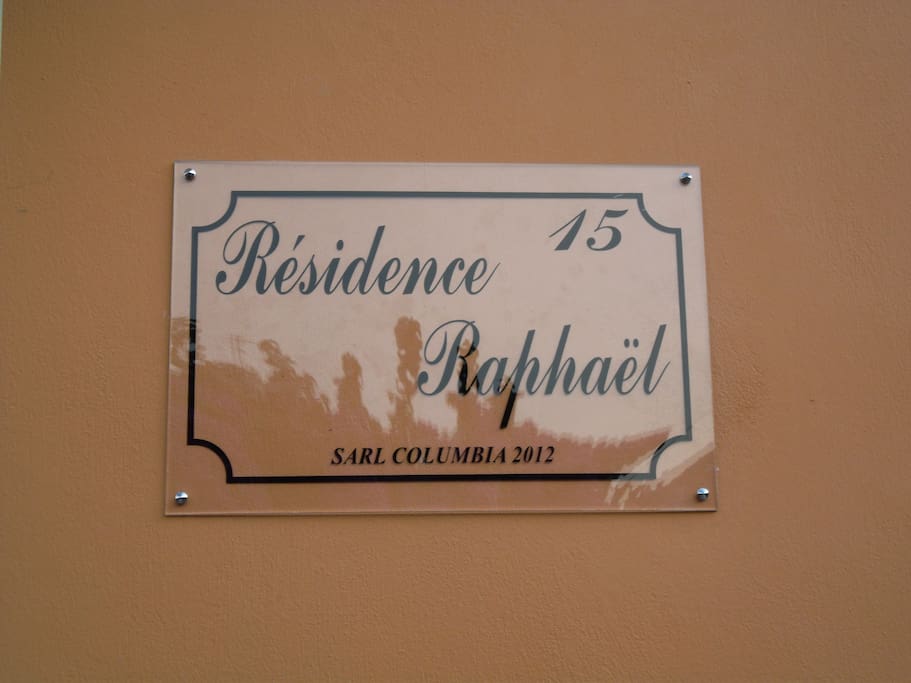 Résidence 15
Raphaël
SARL COLUMBIA 2012